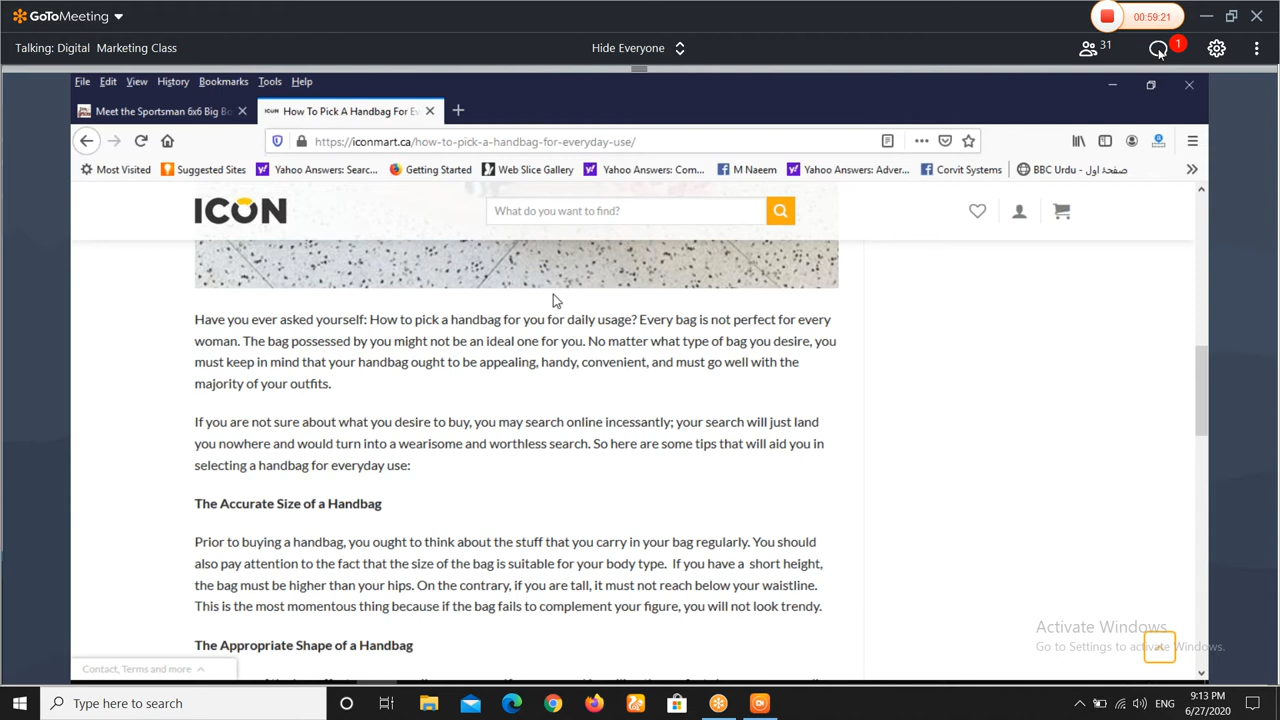 GoToMeeting
00:59:21
Talking: Digital Marketing Class
Hide Everyone
31
1
File Edit View History Bookmarks Tools Help
Meet the Sportsman 6x6 Big Bo
ICON How To Pick A Handbag For Ev
https://iconmart.ca/how-to-pick-a-handbag-for-everyday-use/
Most Visited Suggested Sites Yahoo Answers: Searc... Getting Started Web Slice Gallery Yahoo Answers: Com... M Naeem Yahoo Answers: Adver... Corvit Systems BBC Urdu - صفحۂ اول
ICON
What do you want to find?
Have you ever asked yourself: How to pick a handbag for you for daily usage? Every bag is not perfect for every
woman. The bag possessed by you might not be an ideal one for you. No matter what type of bag you desire, you
must keep in mind that your handbag ought to be appealing, handy, convenient, and must go well with the
majority of your outfits.
If you are not sure about what you desire to buy, you may search online incessantly; your search will just land
you nowhere and would turn into a wearisome and worthless search. So here are some tips that will aid you in
selecting a handbag for everyday use:
The Accurate Size of a Handbag
Prior to buying a handbag, you ought to think about the stuff that you carry in your bag regularly. You should
also pay attention to the fact that the size of the bag is suitable for your body type. If you have a short height,
the bag must be higher than your hips. On the contrary, if you are tall, it must not reach below your waistline.
This is the most momentous thing because if the bag fails to complement your figure, you will not look trendy.
The Appropriate Shape of a Handbag
Contact, Terms and more
Activate Windows
Go to Settings to activate Windows.
Type here to search
ENG
9:13 PM
6/27/2020